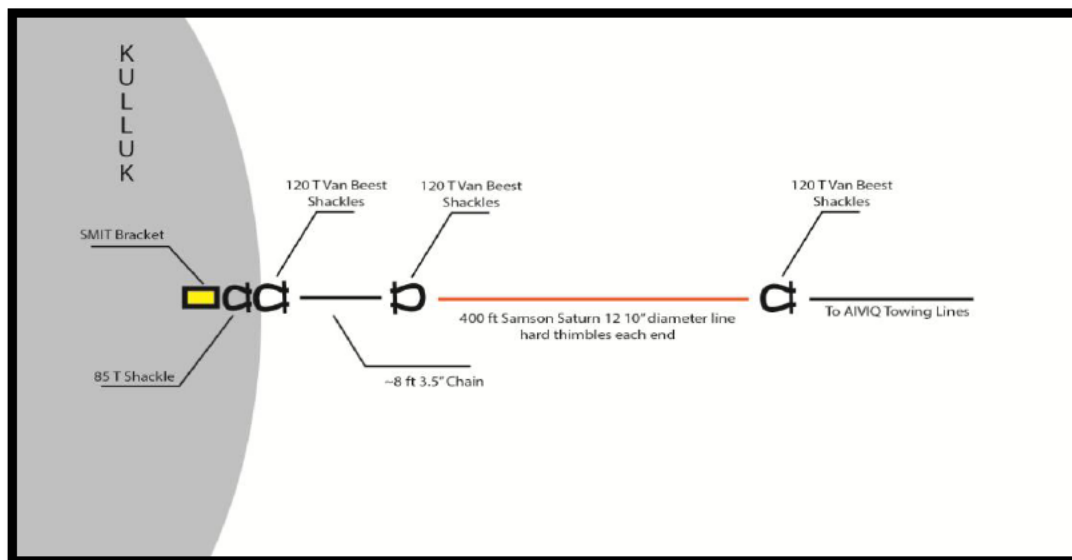 KULLUK
120 T Van Beest
Shackles
120 T Van Beest
Shackles
120 T Van Beest
Shackles
SMIT Bracket
400 ft Samson Saturn 12 10" diameter line
hard thimbles each end
To AIVIQ Towing Lines
85 T Shackle
~8 ft 3.5" Chain